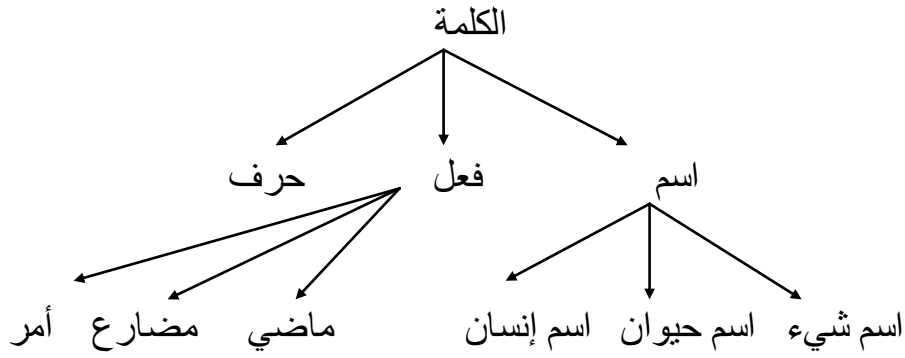 الكلمة
اسم فعل حرف
اسم شيء اسم حيوان اسم إنسان ماضي مضارع أمر